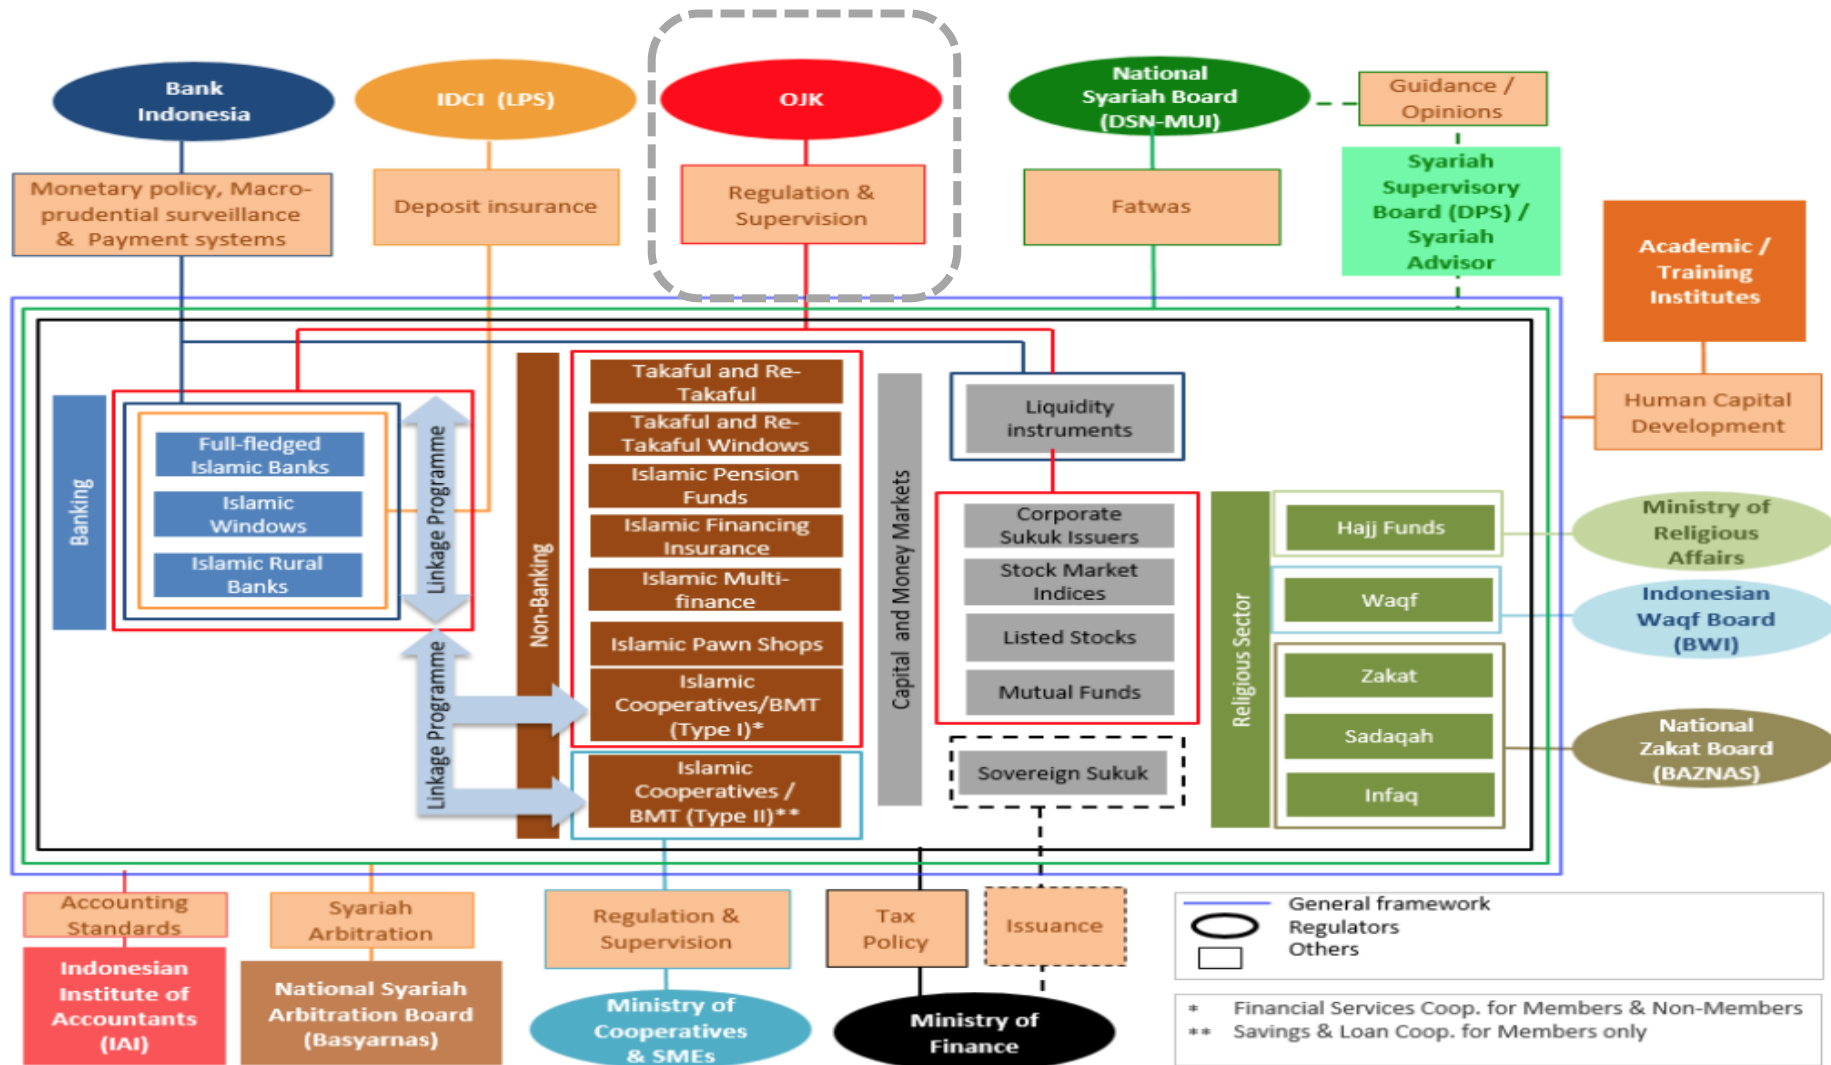 Bank
Indonesia
IDCI (LPS)
OJK
National
Syariah Board
(DSN-MUI)
Guidance /
Opinions
Monetary policy, Macro-
prudential surveillance
& Payment systems
Deposit insurance
Regulation &
Supervision
Fatwas
Syariah
Supervisory
Board (DPS) /
Syariah
Advisor
Academic /
Training
Institutes
Human Capital
Development
Banking
Full-fledged
Islamic Banks
Islamic
Windows
Islamic Rural
Banks
Linkage Programme
Linkage Programme
Non-Banking
Takaful and Re-
Takaful
Takaful and Re-
Takaful Windows
Islamic Pension
Funds
Islamic Financing
Insurance
Islamic Multi-
finance
Islamic Pawn Shops
Islamic
Cooperatives/BMT
(Type I)*
Islamic
Cooperatives /
BMT (Type II)**
Capital and Money Markets
Liquidity
instruments
Corporate
Sukuk Issuers
Stock Market
Indices
Listed Stocks
Mutual Funds
Sovereign Sukuk
Religious Sector
Hajj Funds
Waqf
Zakat
Sadaqah
Infaq
Ministry of
Religious
Affairs
Indonesian
Waqf Board
(BWI)
National
Zakat Board
(BAZNAS)
Accounting
Standards
Syariah
Arbitration
Regulation &
Supervision
Tax
Policy
Issuance
Indonesian
Institute of
Accountants
(IAI)
National Syariah
Arbitration Board
(Basyarnas)
Ministry of
Cooperatives
& SMEs
Ministry of
Finance
General framework
Regulators
Others
* Financial Services Coop. for Members & Non-Members
** Savings & Loan Coop. for Members only